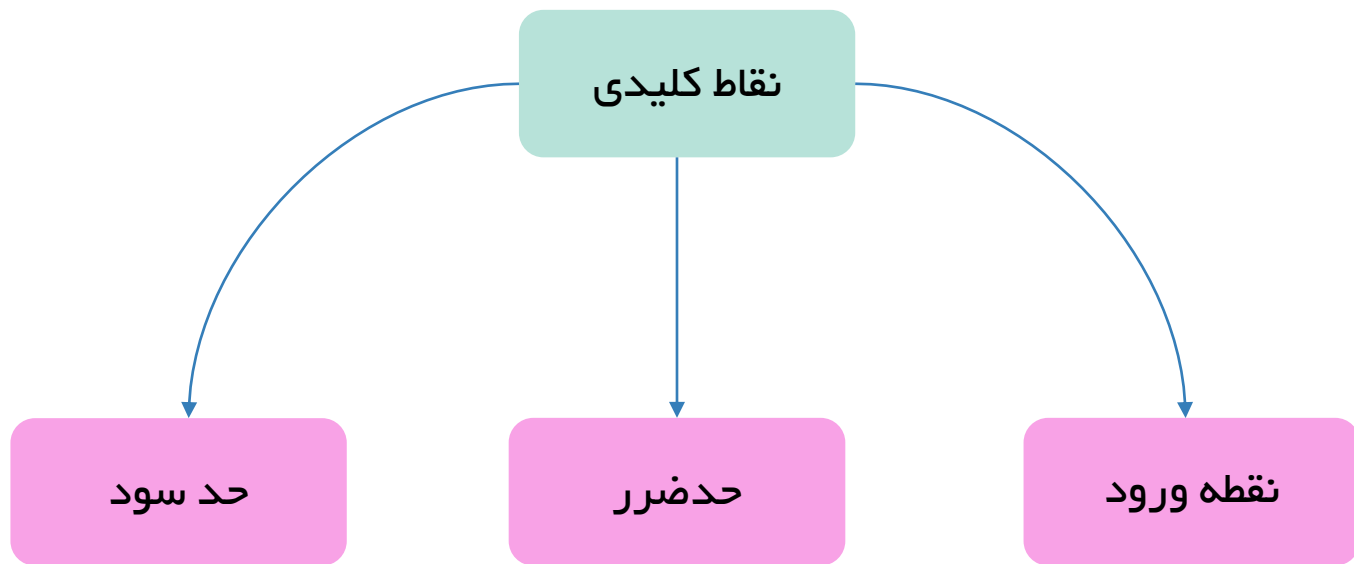 نقاط کلیدی
نقطه ورود
حدضرر
حد سود